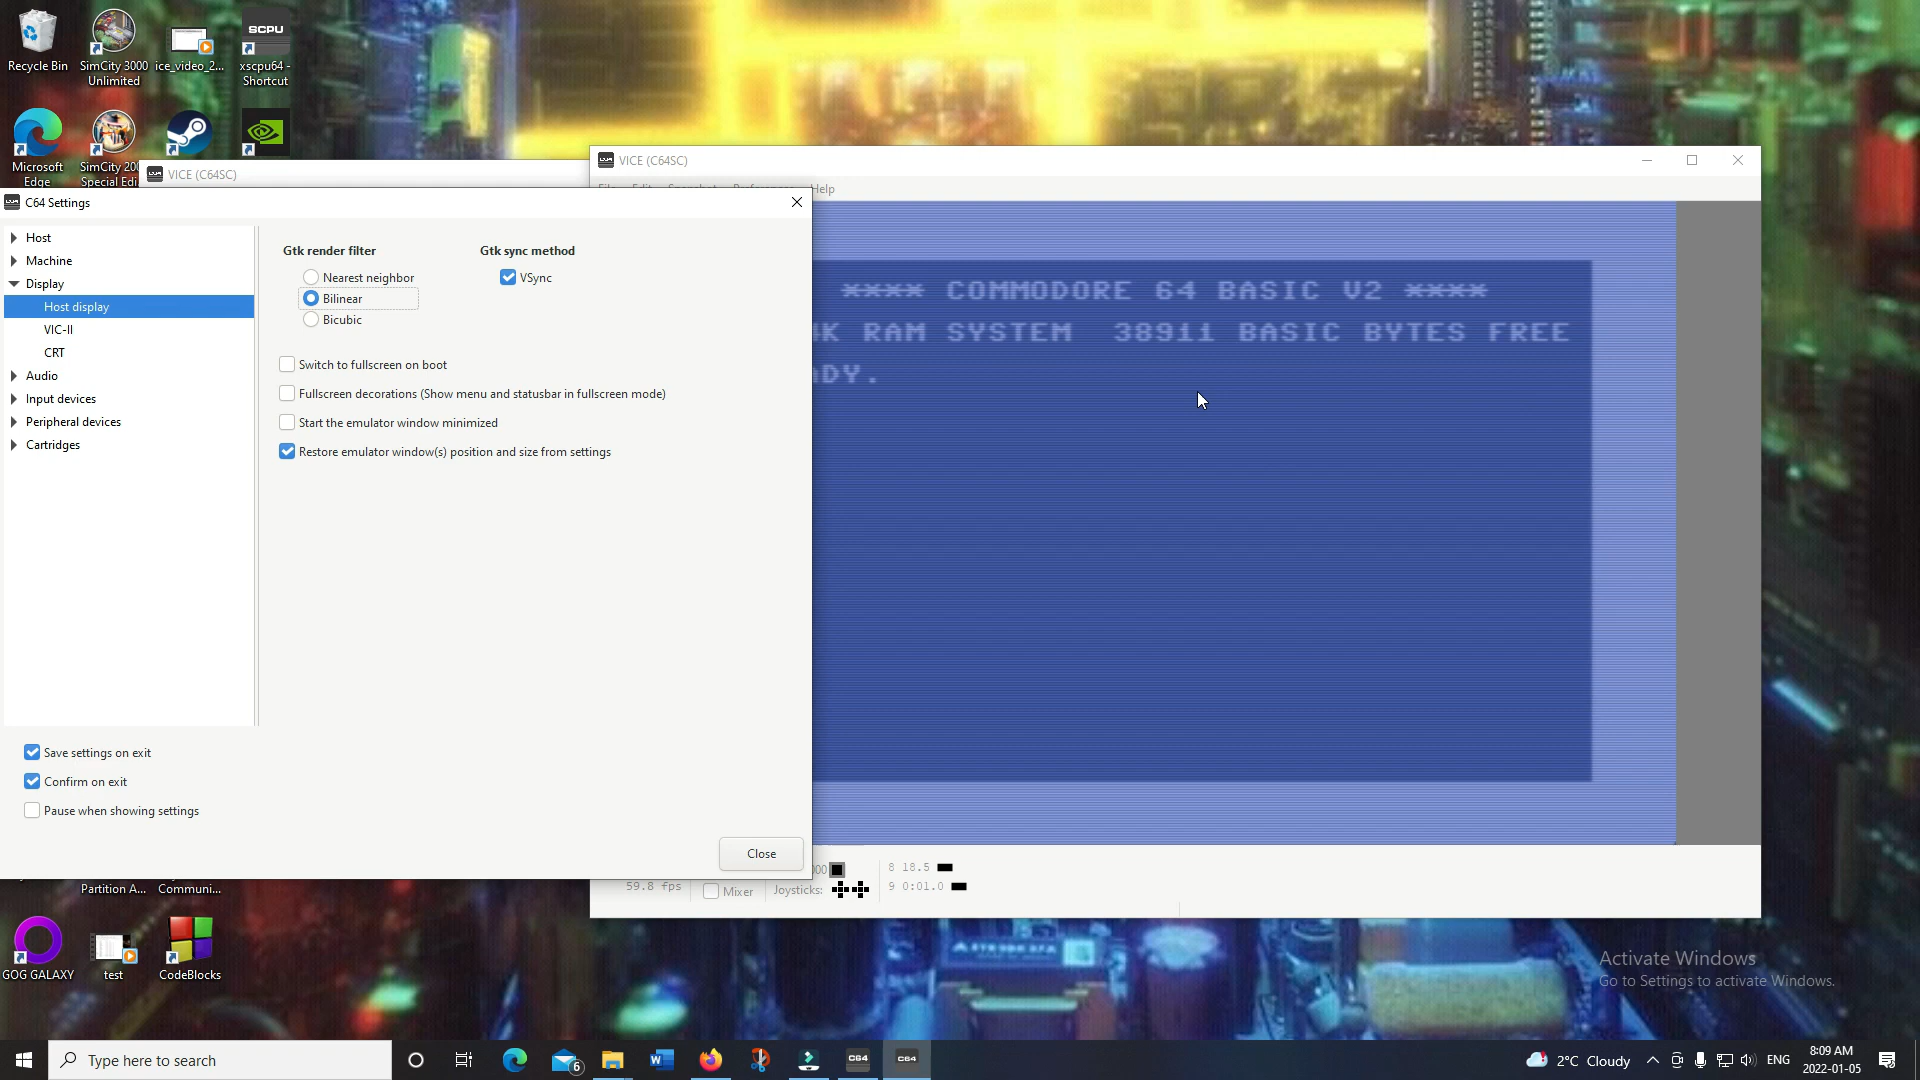 Recycle Bin
SimCity 3000
Unlimited
ice_video_2...
SCPU
xscpu64 -
Shortcut
Microsoft
Edge
SimCity 200
Special Edi
VICE (C64SC)
VICE (C64SC)
Help
C64 Settings
Host
Machine
Display
Host display
VIC-II
CRT
Audio
Input devices
Peripheral devices
Cartridges
Gtk render filter
Nearest neighbor
Bilinear
Bicubic
Gtk sync method
VSync
Switch to fullscreen on boot
Fullscreen decorations (Show menu and statusbar in fullscreen mode)
Start the emulator window minimized
Restore emulator window(s) position and size from settings
Save settings on exit
Confirm on exit
Pause when showing settings
Close
**** COMMODORE 64 BASIC V2 ****
K RAM SYSTEM 38911 BASIC BYTES FREE
ADY.
59.8 fps
Mixer
Joysticks:
8 18.5
9 0:01.0
Partition A...
Communi...
GOG GALAXY
test
CodeBlocks
Activate Windows
Go to Settings to activate Windows.
Type here to search
6
C64
C64
2°C Cloudy
ENG
8:09 AM
2022-01-05